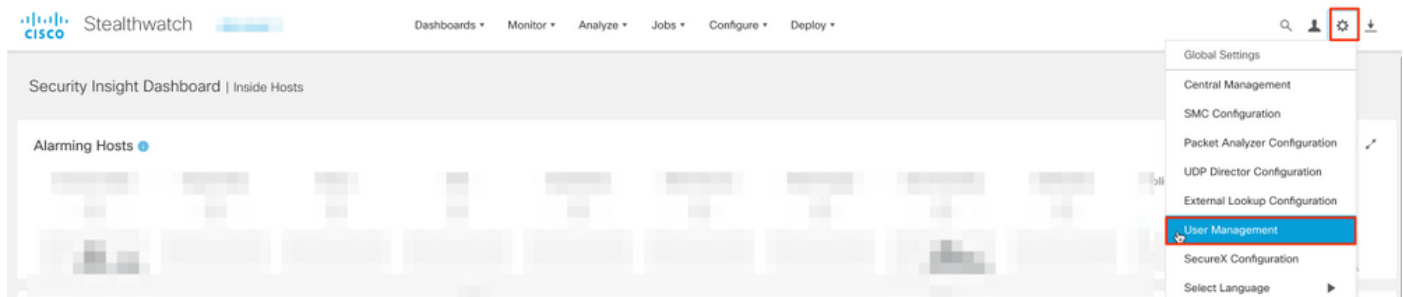 CISCO
Stealthwatch
Dashboards ▾ Monitor ▾ Analyze ▾ Jobs ▾ Configure ▾ Deploy ▾
Global Settings
Security Insight Dashboard | Inside Hosts
Central Management
SMC Configuration
Alarming Hosts
Packet Analyzer Configuration
UDP Director Configuration
External Lookup Configuration
User Management
SecureX Configuration
Select Language ▶